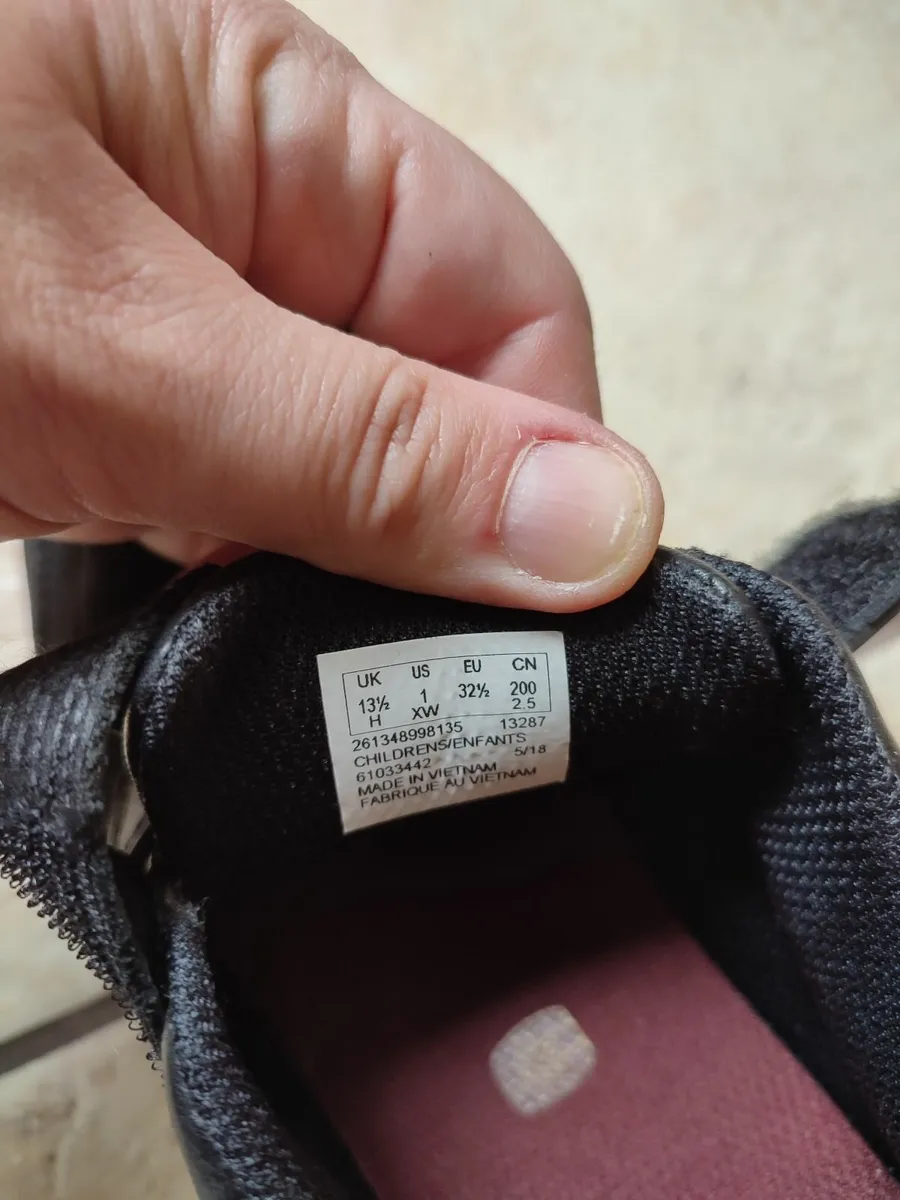 UK US EU CN
13½ 1 32½ 200
H XW 2.5
261348998135 13287
CHILDRENS/ENFANTS
61033442 5/18
MADE IN VIETNAM
FABRIQUE AU VIETNAM